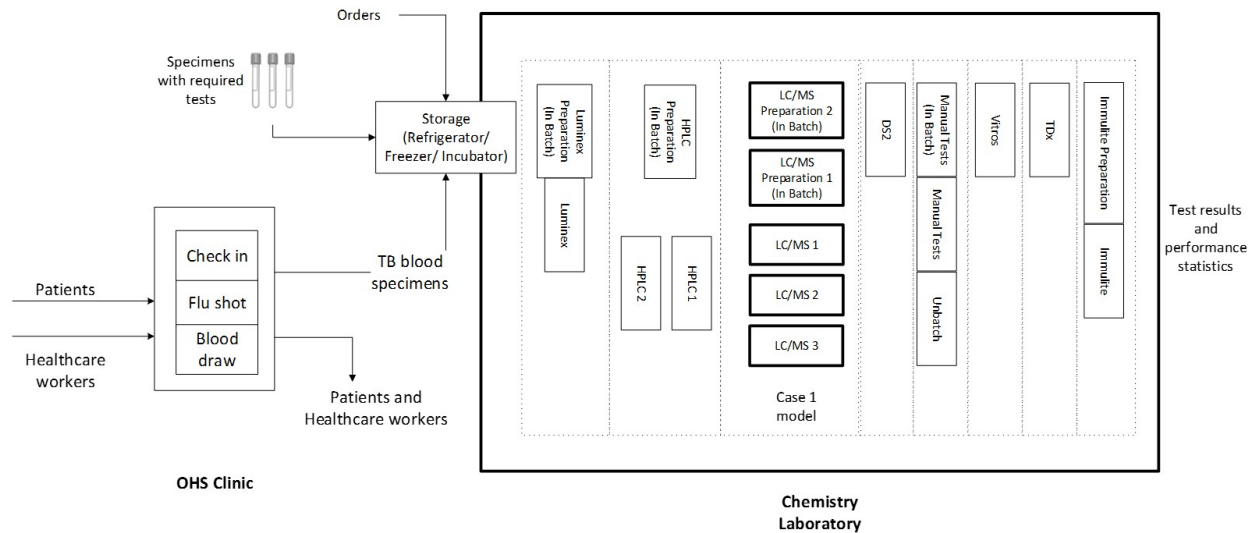 Orders
Specimens
with required
tests
Storage
(Refrigerator/
Freezer/ Incubator)
Check in
Flu shot
Blood
draw
Patients
Healthcare
workers
TB blood
specimens
Patients and
Healthcare workers
OHS Clinic
Luminex
Preparation
(In Batch)
Luminex
HPLC
Preparation
(In Batch)
HPLC 2
HPLC 1
LC/MS
Preparation 2
(In Batch)
LC/MS
Preparation 1
(In Batch)
LC/MS 1
LC/MS 2
LC/MS 3
Case 1
model
DS2
Manual Tests
(In Batch)
Manual Tests
Unbatch
Vitros
TDx
Immulite Preparation
Immulite
Test results
and
performance
statistics
Chemistry
Laboratory